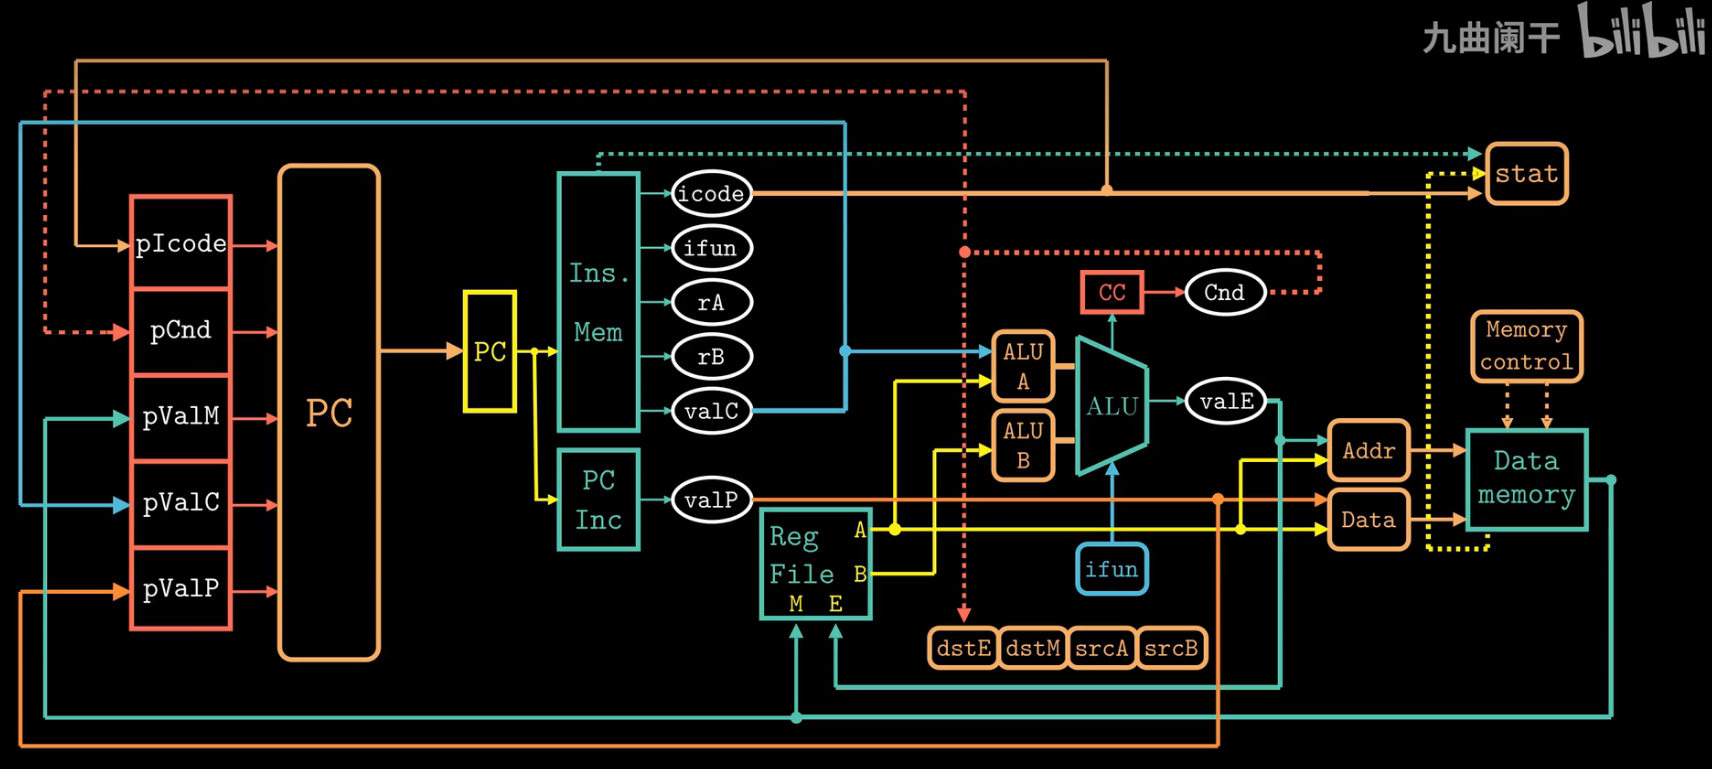 九曲阑干 bilibili
stat
pIcode
pCnd
pValM
pValC
pValP
PC
PC
Ins.
Mem
PC
Inc
icode
ifun
rA
rB
valC
valP
Reg
File
A
B
M E
ALU
A
ALU
B
CC
Cnd
ALU
valE
ifun
dstE dstM srcA srcB
Memory
control
Addr
Data
Data
memory